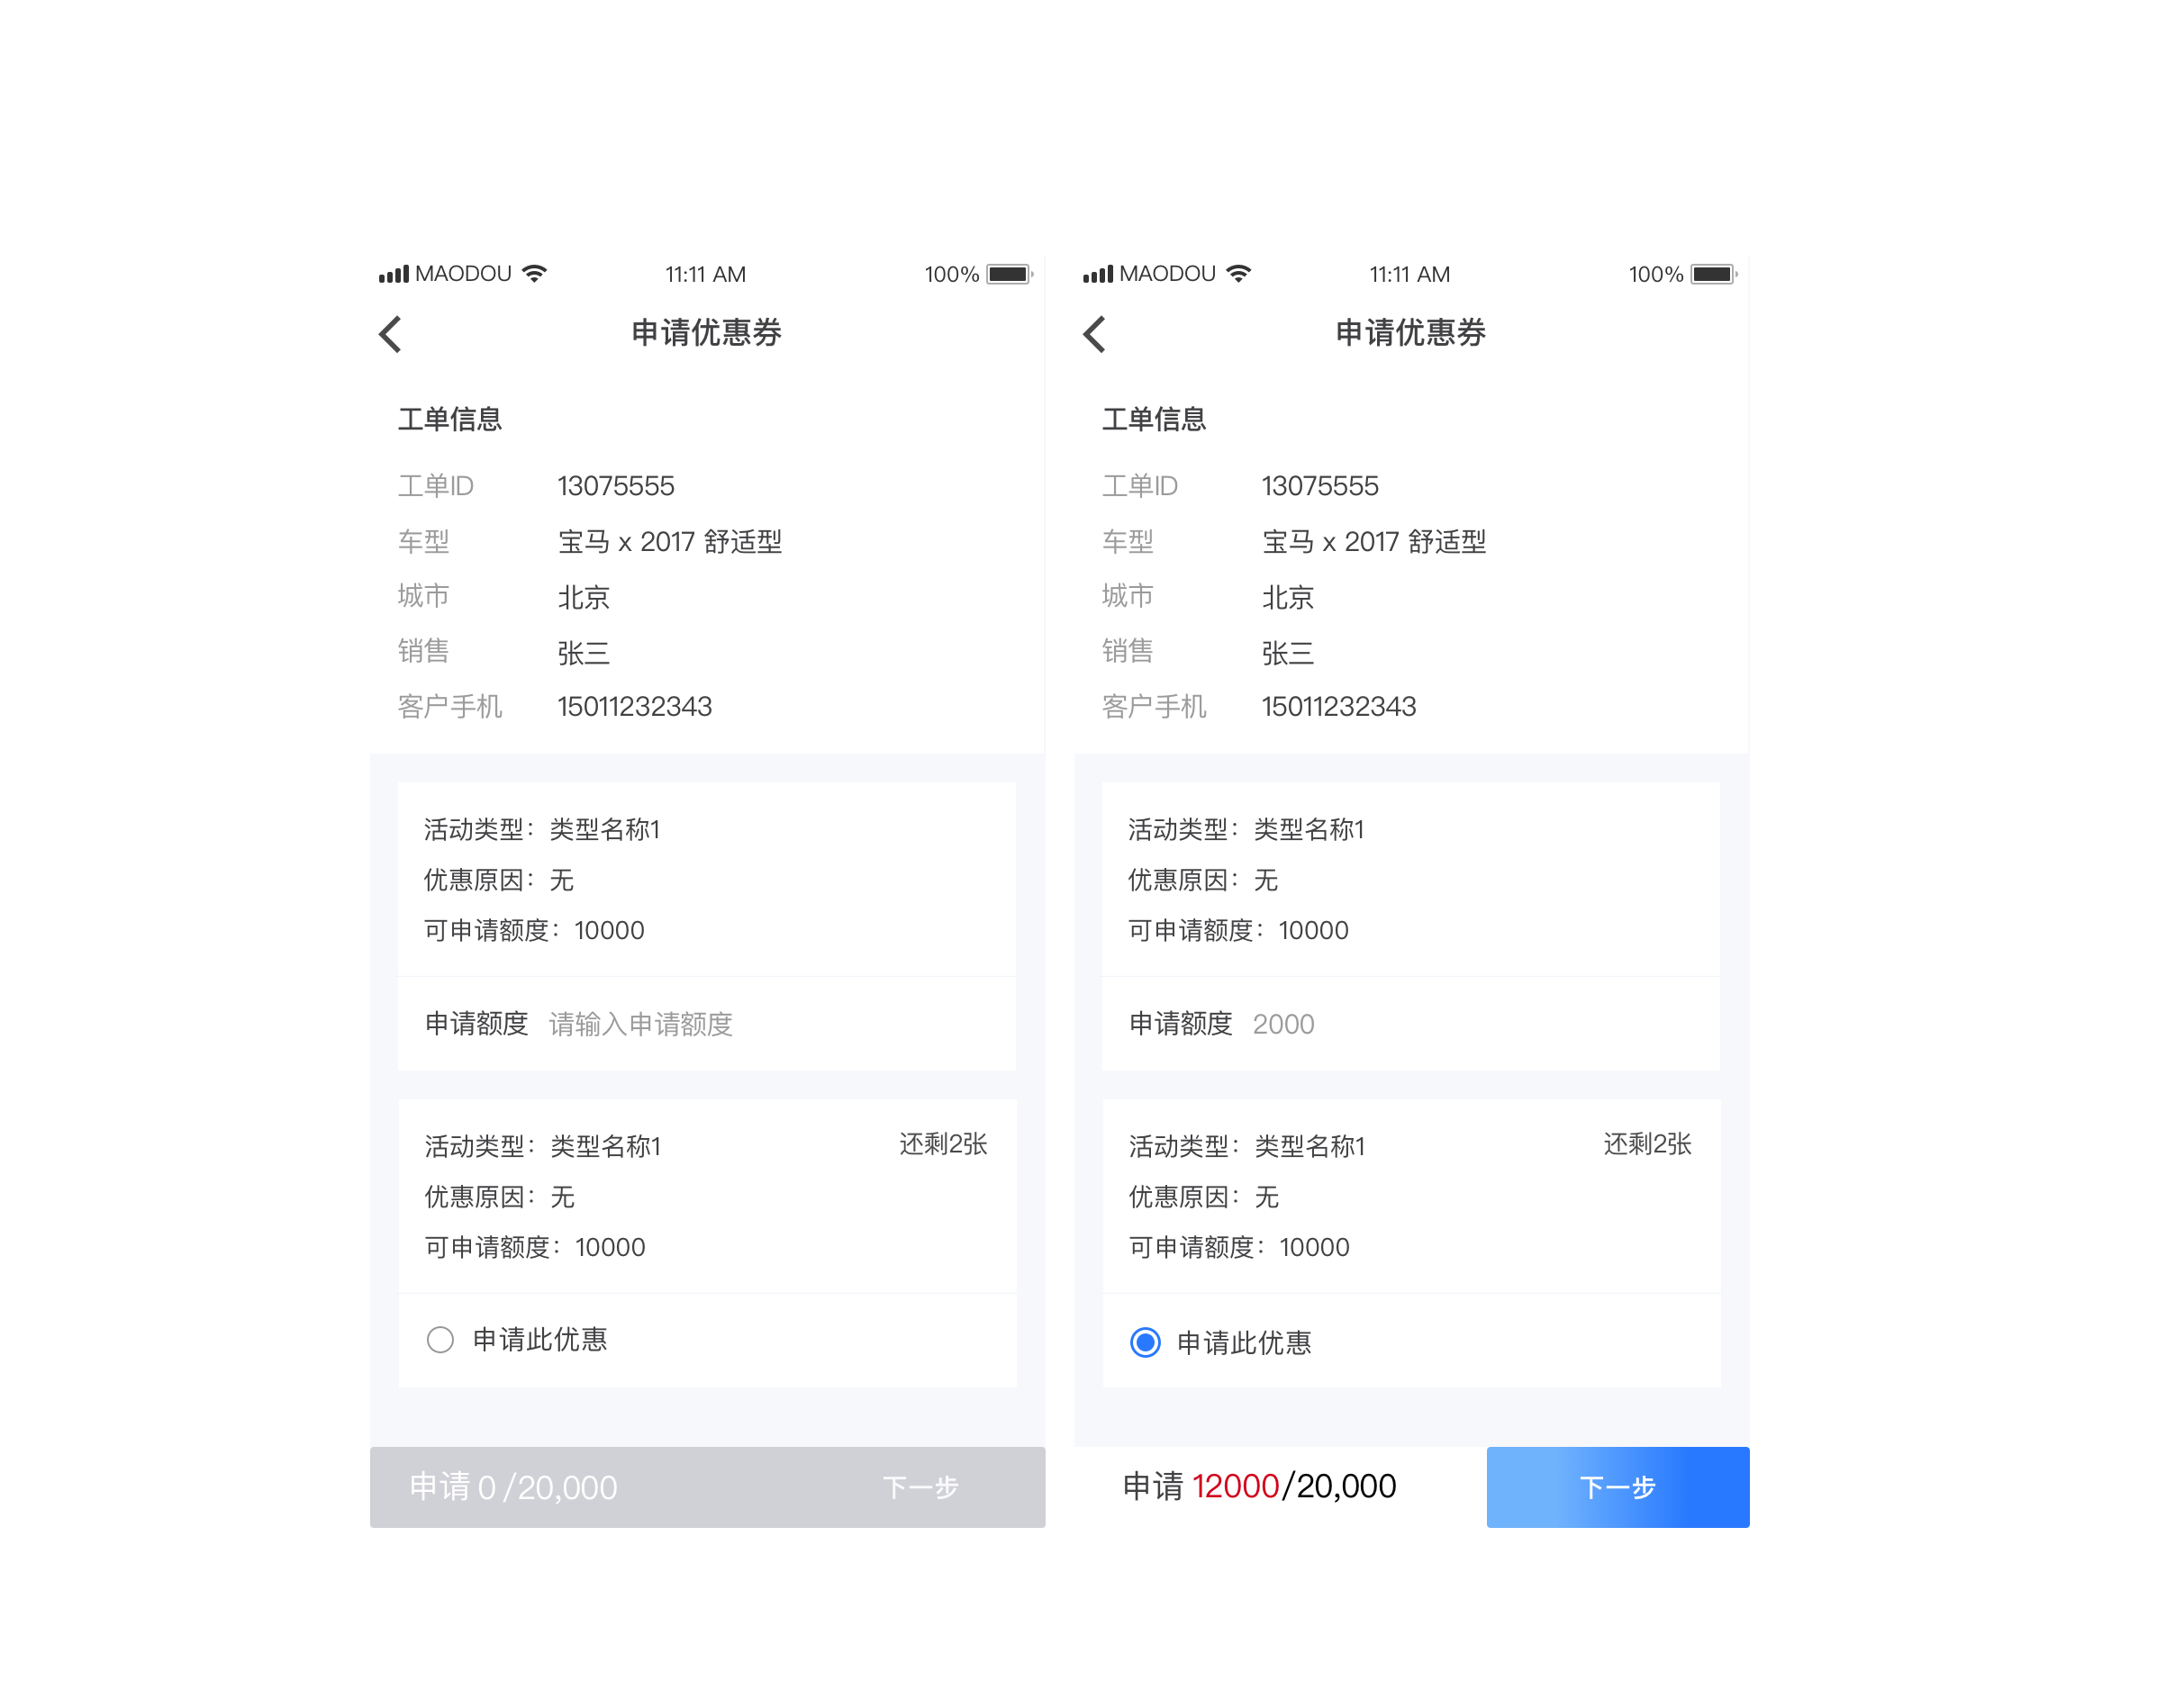 MAODOU 11:11 AM 100%
申请优惠券
工单信息
工单ID 13075555
车型 宝马 x 2017 舒适型
城市 北京
销售 张三
客户手机 15011232343
活动类型：类型名称1
优惠原因：无
可申请额度：10000
申请额度 请输入申请额度
活动类型：类型名称1 还剩2张
优惠原因：无
可申请额度：10000
申请此优惠
申请 0 /20,000 下一步
MAODOU 11:11 AM 100%
申请优惠券
工单信息
工单ID 13075555
车型 宝马 x 2017 舒适型
城市 北京
销售 张三
客户手机 15011232343
活动类型：类型名称1
优惠原因：无
可申请额度：10000
申请额度 2000
活动类型：类型名称1 还剩2张
优惠原因：无
可申请额度：10000
申请此优惠
申请 12000/20,000 下一步